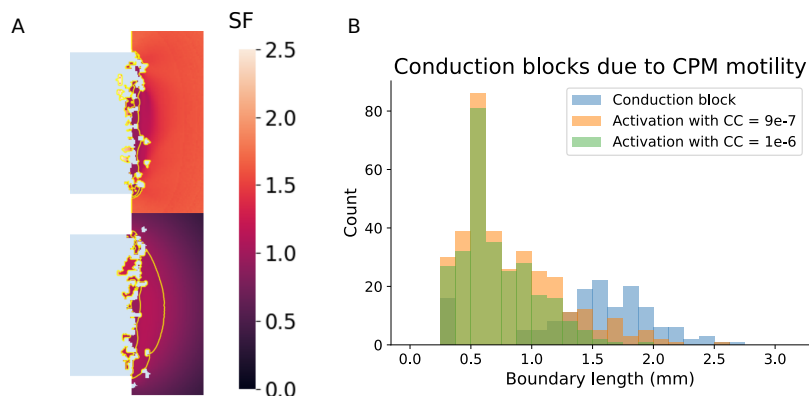 A
SF
2.5
2.0
1.5
1.0
0.5
0.0
B
Conduction blocks due to CPM motility
Conduction block
Activation with CC = 9e-7
Activation with CC = 1e-6
Count
80
60
40
20
0
0.0 0.5 1.0 1.5 2.0 2.5 3.0
Boundary length (mm)